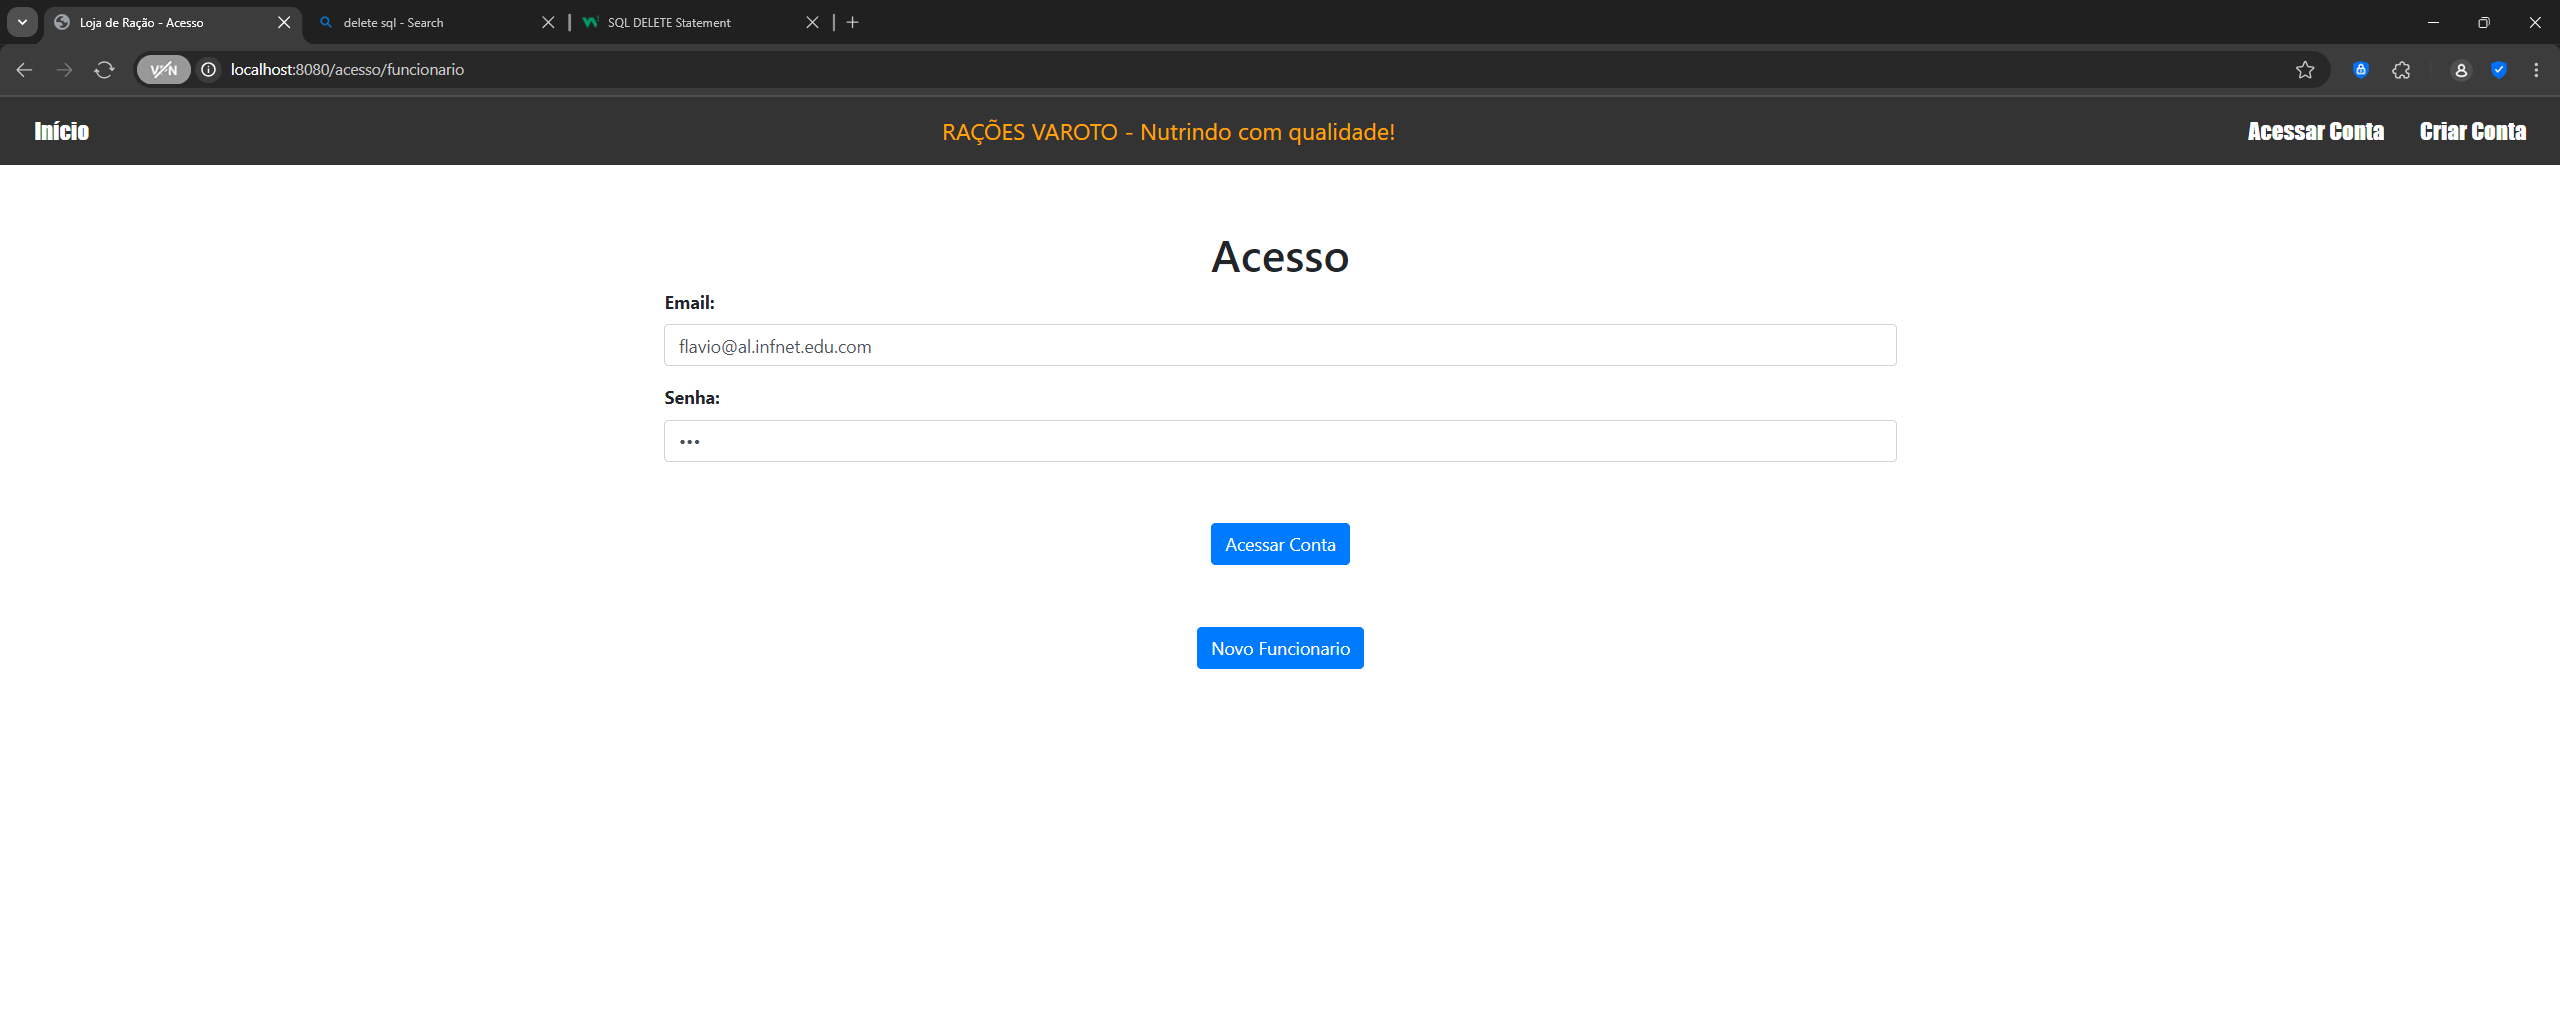 Loja de Ração - Acesso
delete sql - Search
SQL DELETE Statement
VPN
localhost:8080/acesso/funcionario
Início
RAÇÕES VAROTO - Nutrindo com qualidade!
Acessar Conta
Criar Conta
Acesso
Email:
flavio@al.infnet.edu.com
Senha:
•••
Acessar Conta
Novo Funcionario